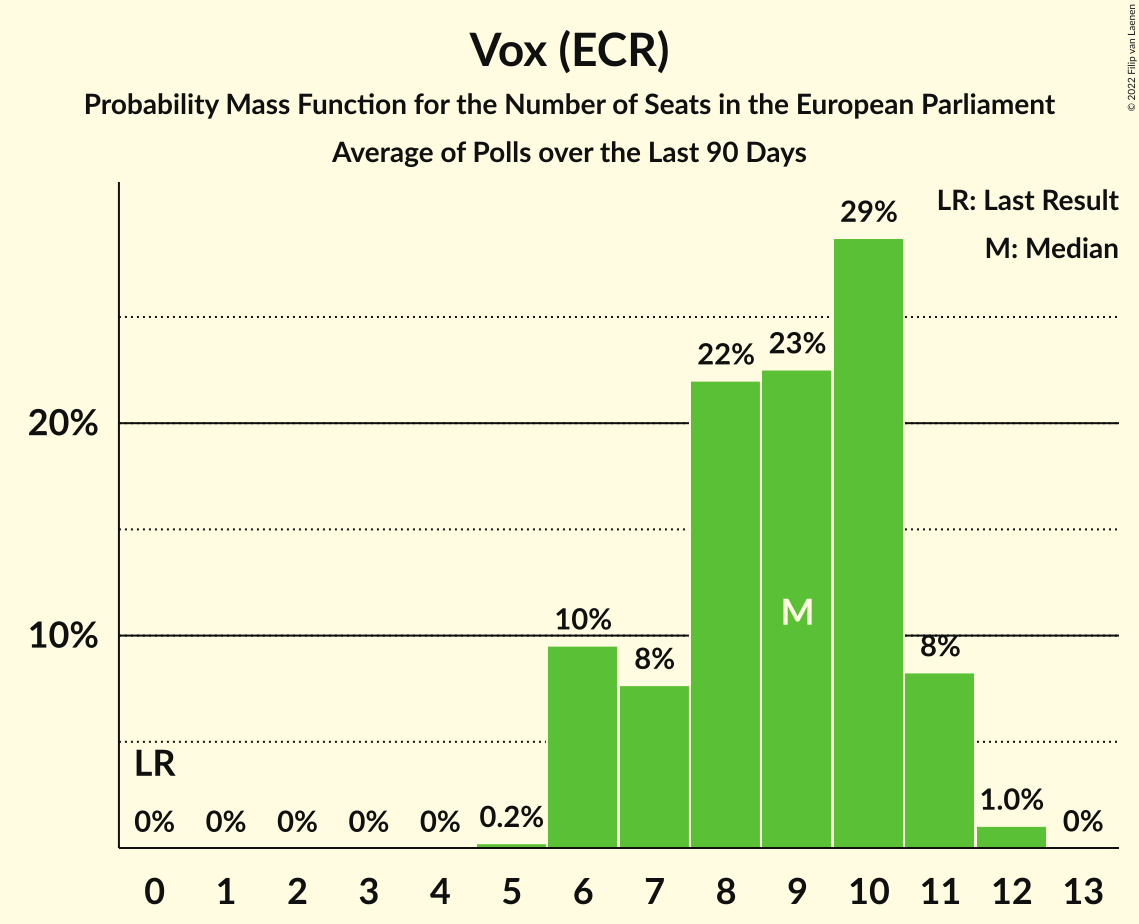 © 2022 Filip van Laenen
Vox (ECR)
Probability Mass Function for the Number of Seats in the European Parliament
Average of Polls over the Last 90 Days
LR: Last Result
M: Median
20%
10%
LR
0% 0% 0% 0% 0% 0.2% 10% 8% 22% 23% 29% 8% 1.0% 0%
M
0 1 2 3 4 5 6 7 8 9 10 11 12 13